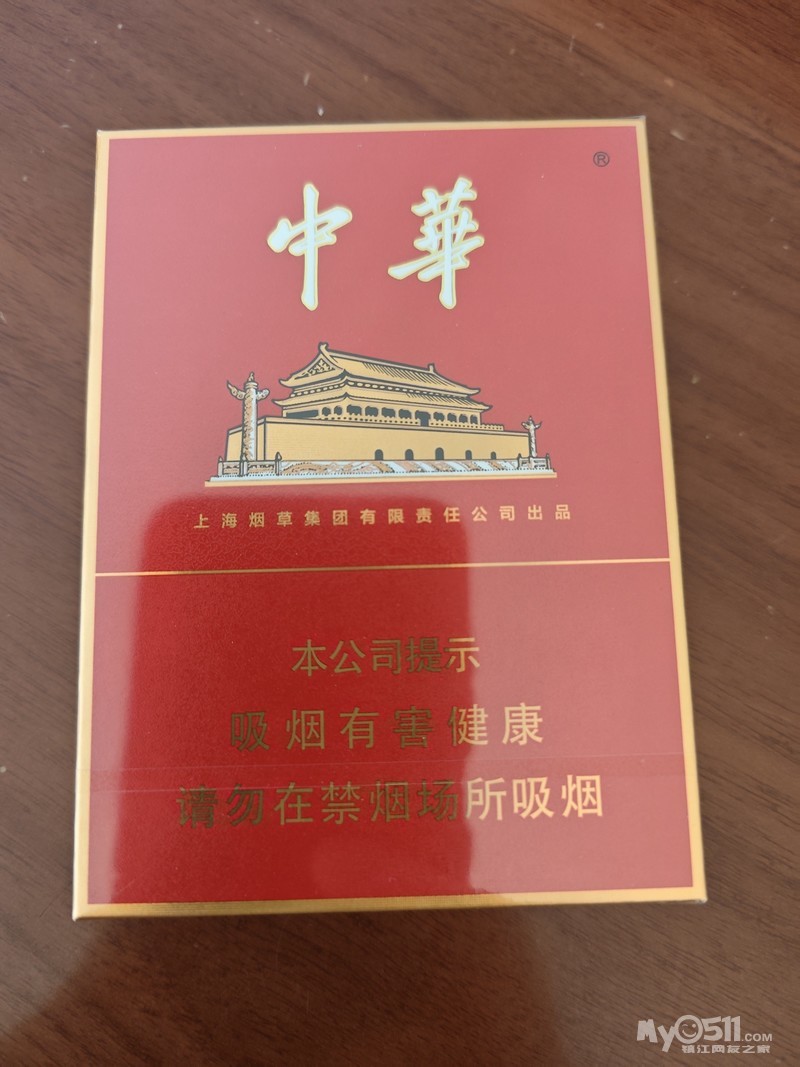 ®
中華
上海烟草集团有限责任公司出品
本公司提示
吸烟有害健康
请勿在禁烟场所吸烟
My0511.COM
镇江网友之家